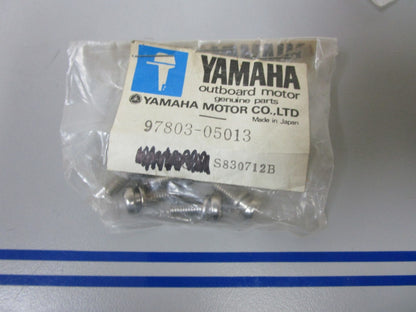 YAMAHA
outboard motor
genuine parts
YAMAHA MOTOR CO.,LTD
Made in Japan
97803-05013
S830712B